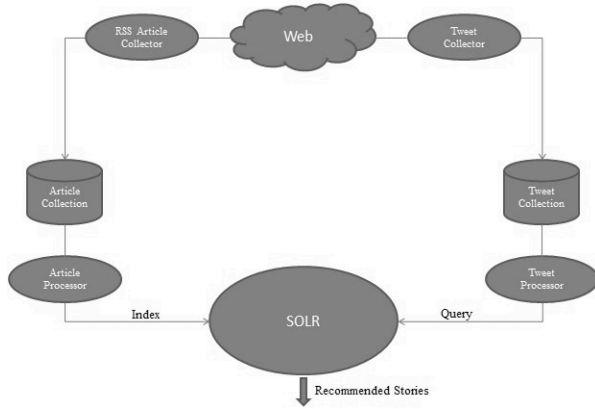 RSS Article
Collector
Web
Tweet
Collector
Article
Collection
Tweet
Collection
Article
Processor
Tweet
Processor
Index
SOLR
Query
Recommended Stories